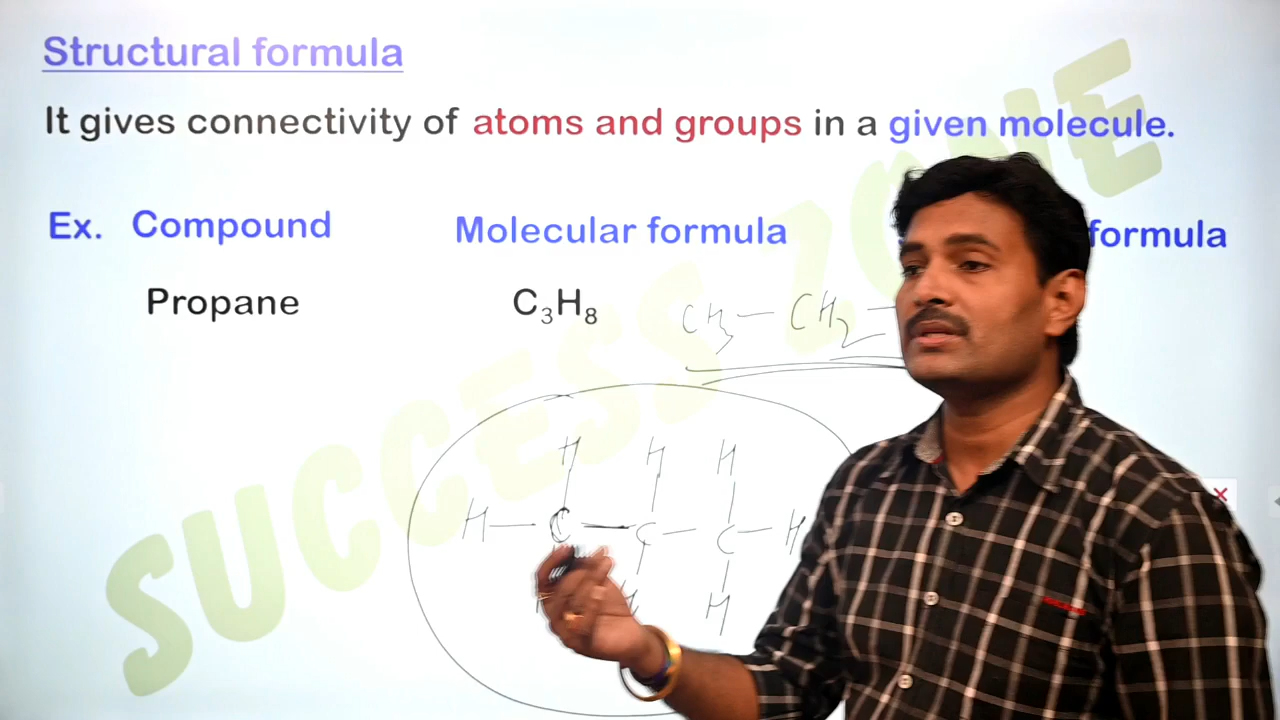 Structural formula
It gives connectivity of atoms and groups in a given molecule.
Ex. Compound Molecular formula formula
Propane C₃H₈ CH₃ — CH₂ —
H H H
H — C — C — C — H
H H
SUCCESS ZONE